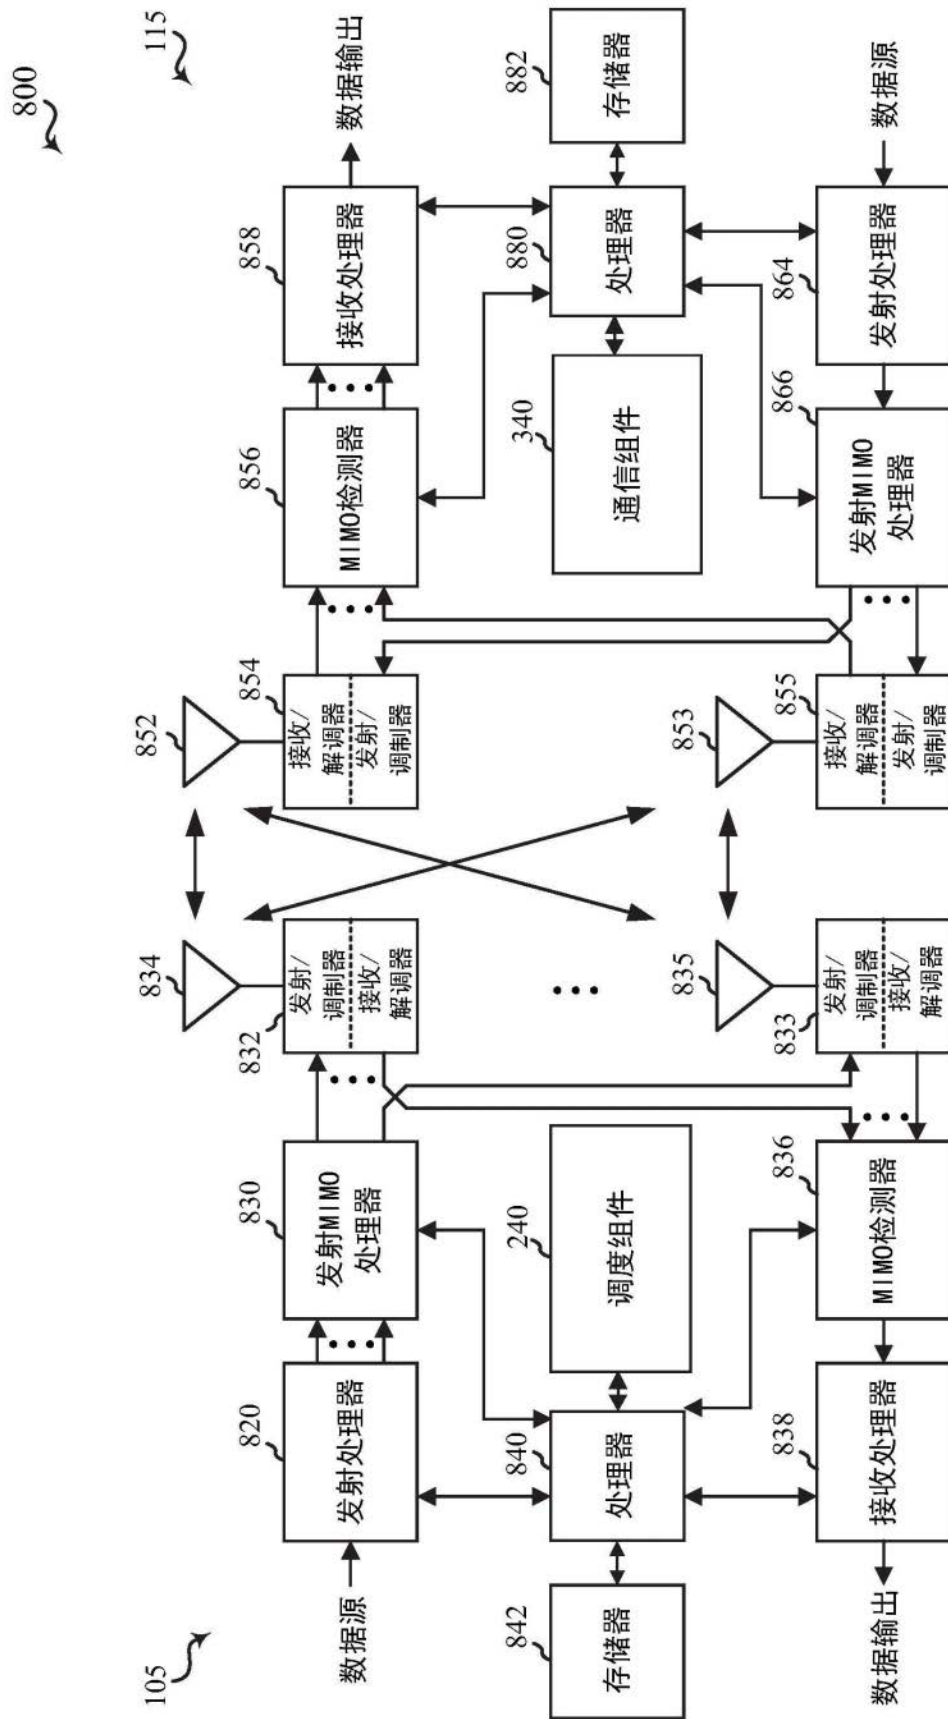 800
105
115
数据源
820
发射处理器
830
发射MIMO
处理器
832
发射/
调制器
接收/
解调器
834
852
854
接收/
解调器
发射/
调制器
856
MIMO检测器
858
接收处理器
数据输出
842
存储器
840
处理器
240
调度组件
340
通信组件
880
处理器
882
存储器
数据输出
838
接收处理器
836
MIMO检测器
833
发射/
调制器
接收/
解调器
835
853
855
接收/
解调器
发射/
调制器
866
发射MIMO
处理器
864
发射处理器
数据源